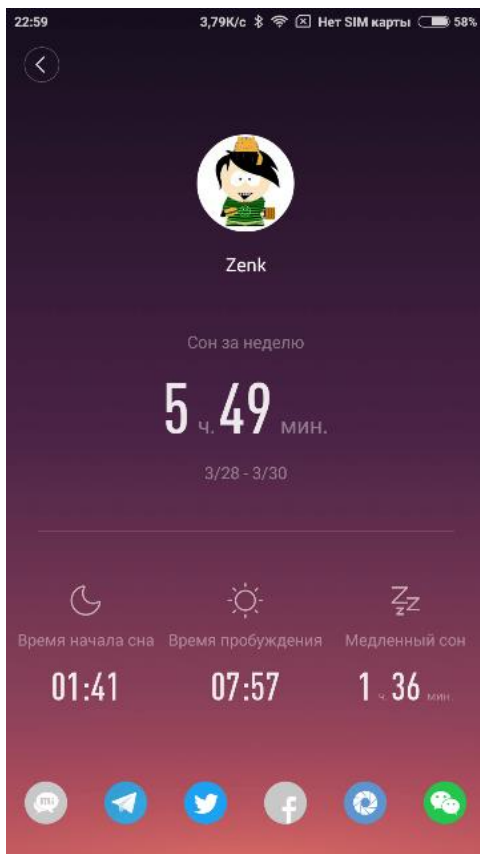 22:59 3,79K/c Нет SIM карты 58%
Zenk
Сон за неделю
5 ч. 49 мин.
3/28 - 3/30
Время начала сна Время пробуждения Медленный сон
01:41 07:57 1 ч. 36 мин.
mi